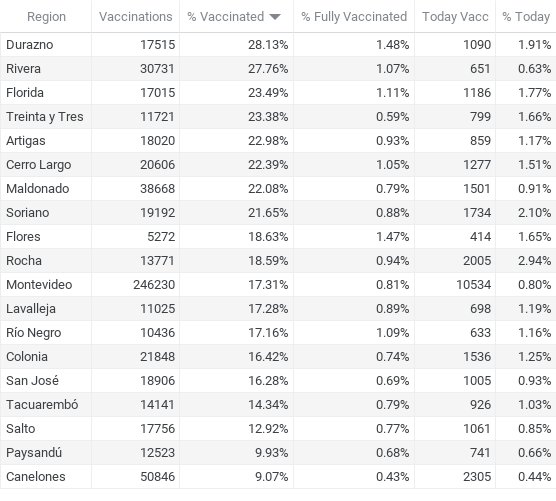 Region Vaccinations % Vaccinated % Fully Vaccinated Today Vacc % Today
Durazno 17515 28.13% 1.48% 1090 1.91%
Rivera 30731 27.76% 1.07% 651 0.63%
Florida 17015 23.49% 1.11% 1186 1.77%
Treinta y Tres 11721 23.38% 0.59% 799 1.66%
Artigas 18020 22.98% 0.93% 859 1.17%
Cerro Largo 20606 22.39% 1.05% 1277 1.51%
Maldonado 38668 22.08% 0.79% 1501 0.91%
Soriano 19192 21.65% 0.88% 1734 2.10%
Flores 5272 18.63% 1.47% 414 1.65%
Rocha 13771 18.59% 0.94% 2005 2.94%
Montevideo 246230 17.31% 0.81% 10534 0.80%
Lavalleja 11025 17.28% 0.89% 698 1.19%
Río Negro 10436 17.16% 1.09% 633 1.16%
Colonia 21848 16.42% 0.74% 1536 1.25%
San José 18906 16.28% 0.69% 1005 0.93%
Tacuarembó 14141 14.34% 0.79% 926 1.03%
Salto 17756 12.92% 0.77% 1061 0.85%
Paysandú 12523 9.93% 0.68% 741 0.66%
Canelones 50846 9.07% 0.43% 2305 0.44%